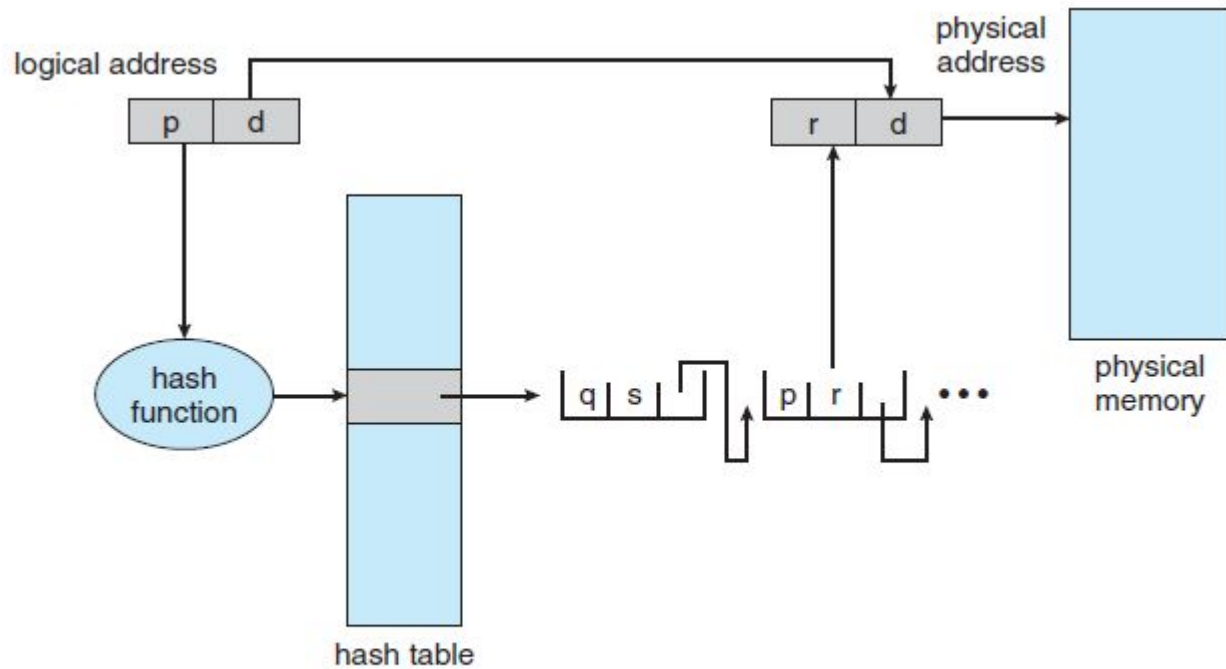 logical address
physical
address
p d
r d
hash
function
q s
p r
•••
physical
memory
hash table